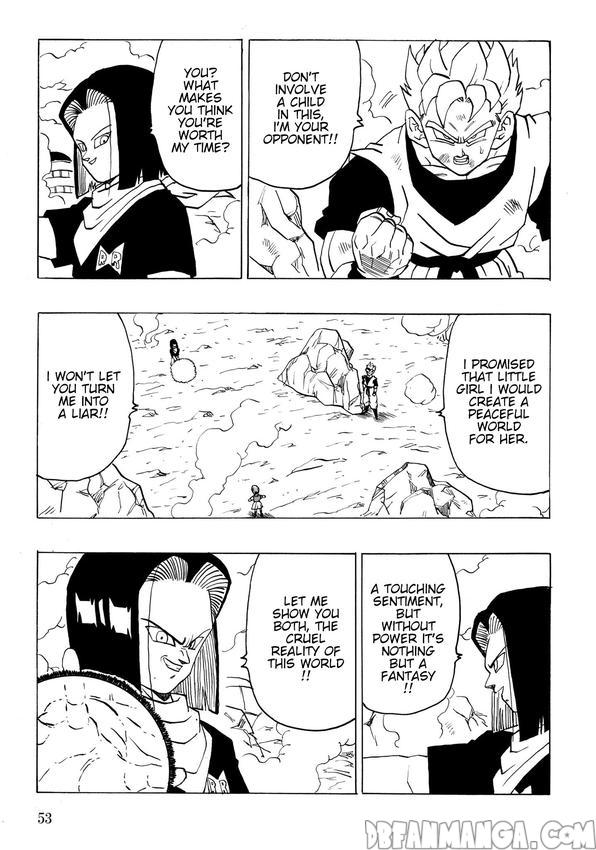 DON'T
INVOLVE
A CHILD
IN THIS,
I'M YOUR
OPPONENT!!
YOU?
WHAT
MAKES
YOU THINK
YOU'RE
WORTH
MY TIME?
RR
I PROMISED
THAT LITTLE
GIRL I WOULD
CREATE A
PEACEFUL
WORLD
FOR HER.
I WON'T LET
YOU TURN
ME INTO
A LIAR!!
A TOUCHING
SENTIMENT,
BUT
WITHOUT
POWER IT'S
NOTHING
BUT A
FANTASY
!!
LET ME
SHOW YOU
BOTH, THE
CRUEL
REALITY OF
THIS WORLD
!!
RR
53
DBFANMANGA.COM